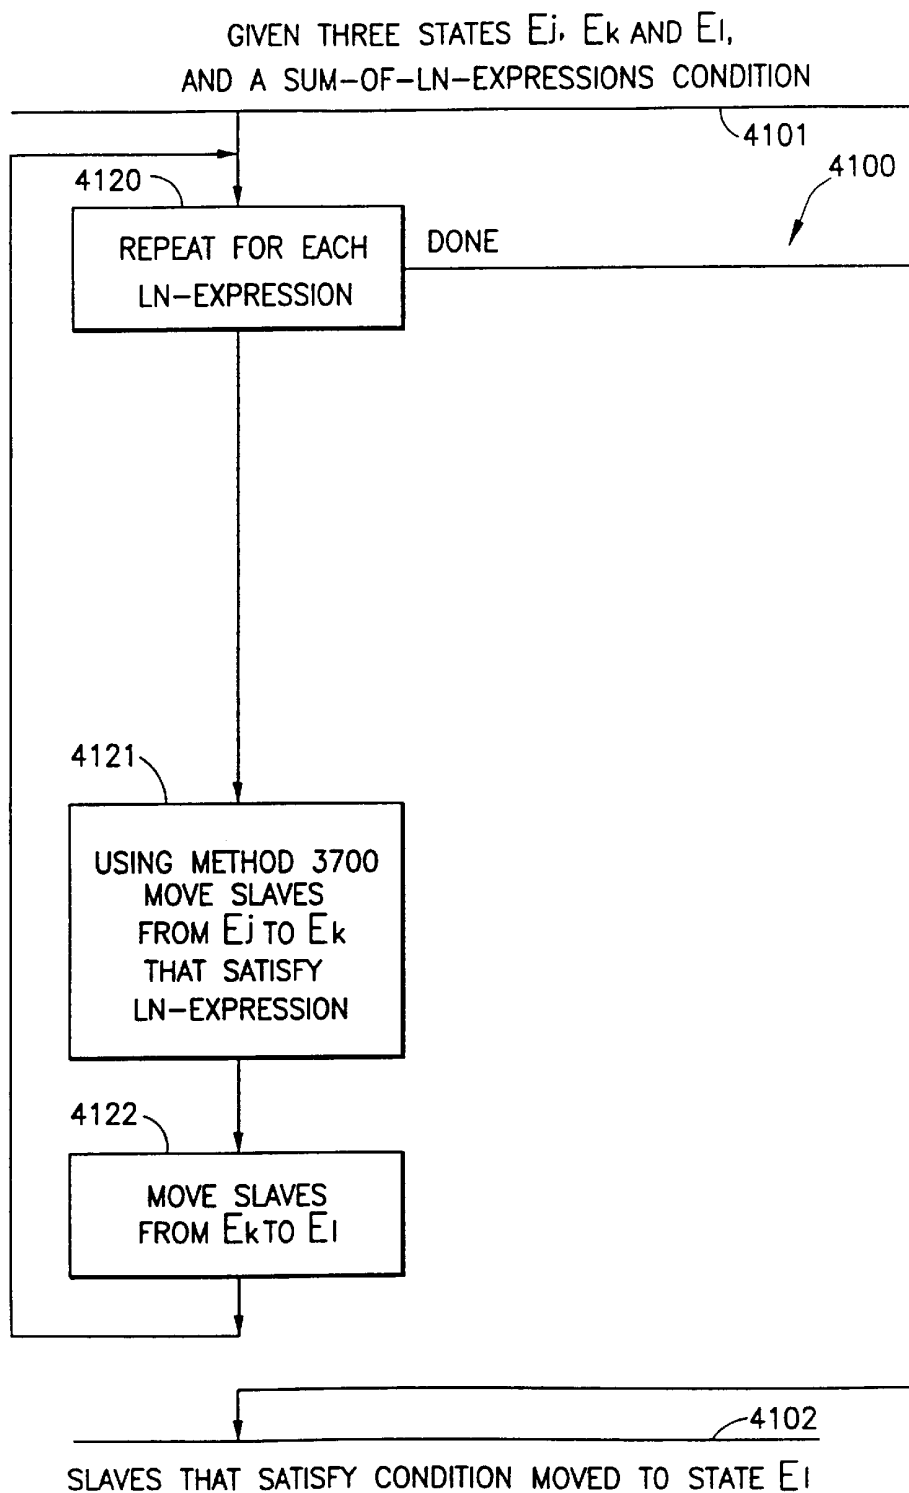 GIVEN THREE STATES Ej, Ek AND El,
AND A SUM-OF-LN-EXPRESSIONS CONDITION
4101
4100
4120
REPEAT FOR EACH
LN-EXPRESSION
DONE
4121
USING METHOD 3700
MOVE SLAVES
FROM Ej TO Ek
THAT SATISFY
LN-EXPRESSION
4122
MOVE SLAVES
FROM Ek TO El
4102
SLAVES THAT SATISFY CONDITION MOVED TO STATE El